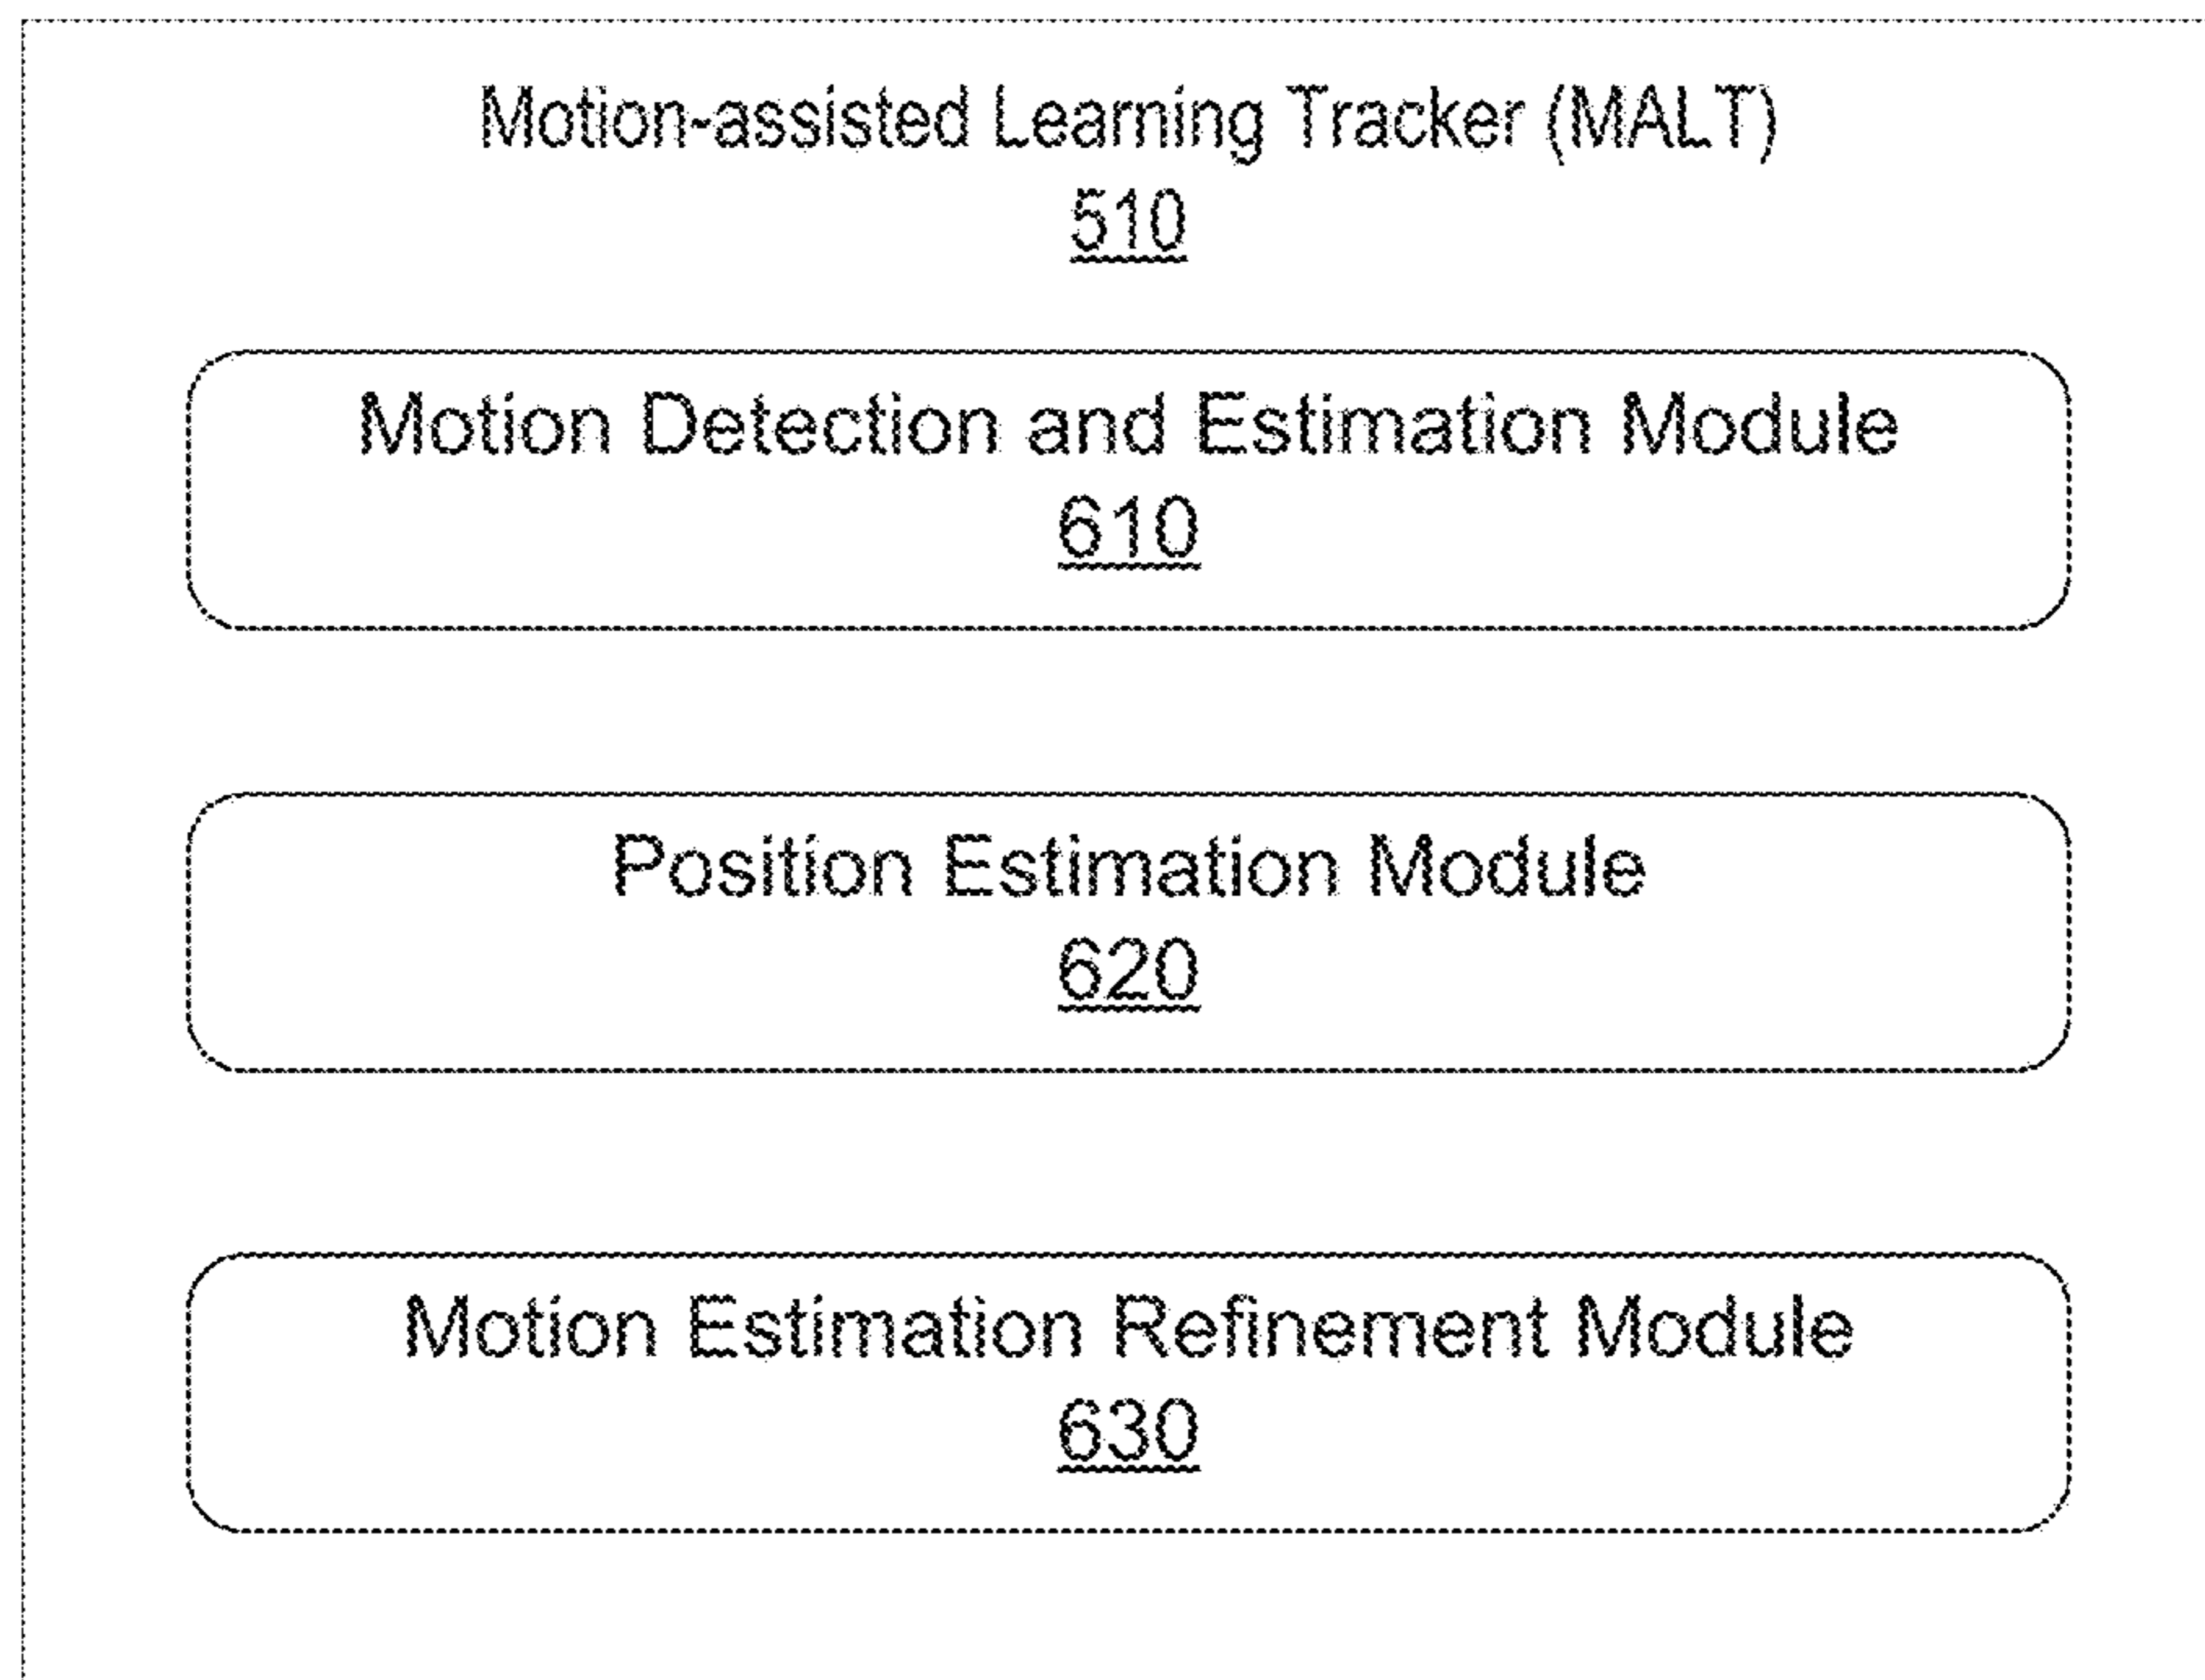 Motion-assisted Learning Tracker (MALT)
510
Motion Detection and Estimation Module
610
Position Estimation Module
620
Motion Estimation Refinement Module
630